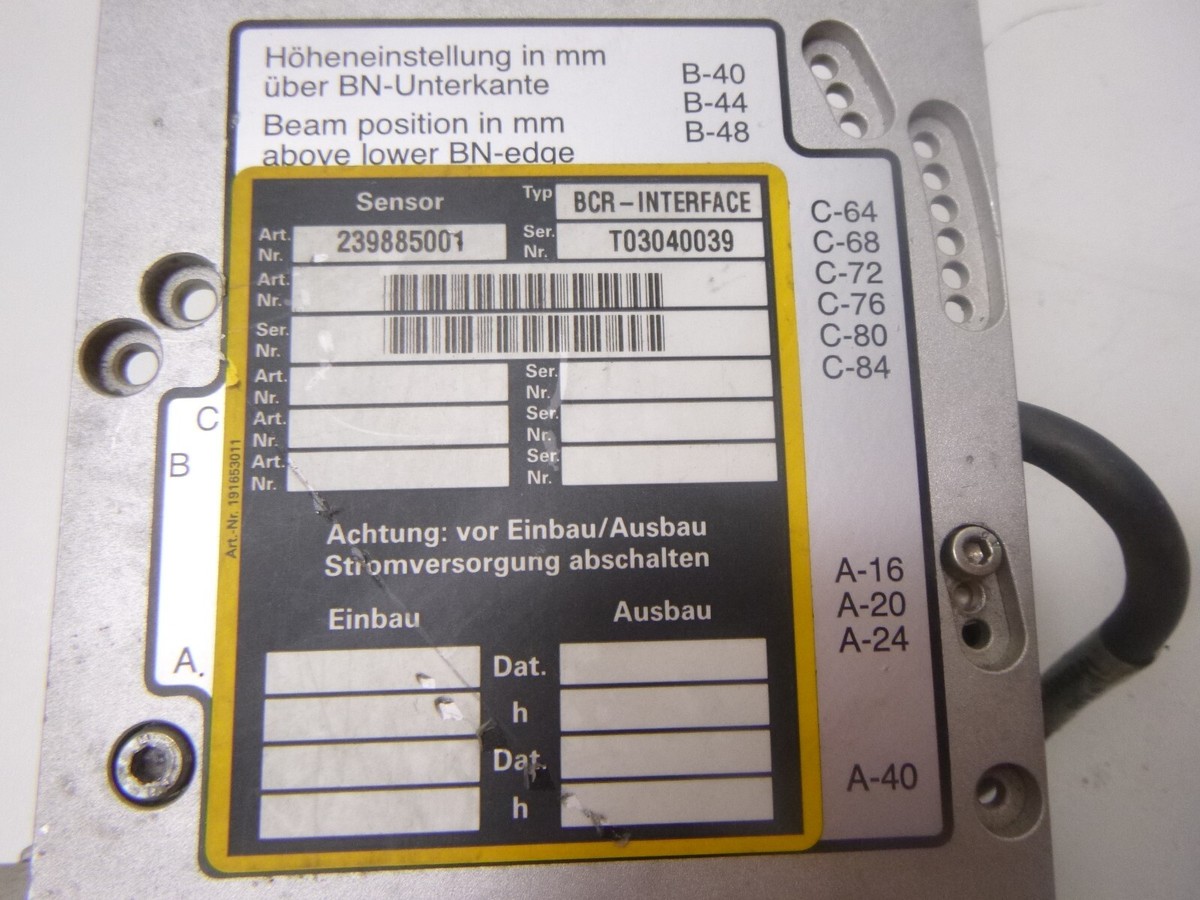 Höheneinstellung in mm
über BN-Unterkante
Beam position in mm
above lower BN-edge
B-40
B-44
B-48
Sensor
Typ BCR-INTERFACE
Art. Nr. 239885001
Ser. Nr. T03040039
Art. Nr.
Ser. Nr.
Art. Nr.
Ser. Nr.
Art. Nr.
Ser. Nr.
Art. Nr.
Ser. Nr.
Art.-Nr. 191653011
Achtung: vor Einbau/Ausbau
Stromversorgung abschalten
Einbau
Ausbau
Dat.
h
Dat.
h
C-64
C-68
C-72
C-76
C-80
C-84
A-16
A-20
A-24
A-40
C
B
A.